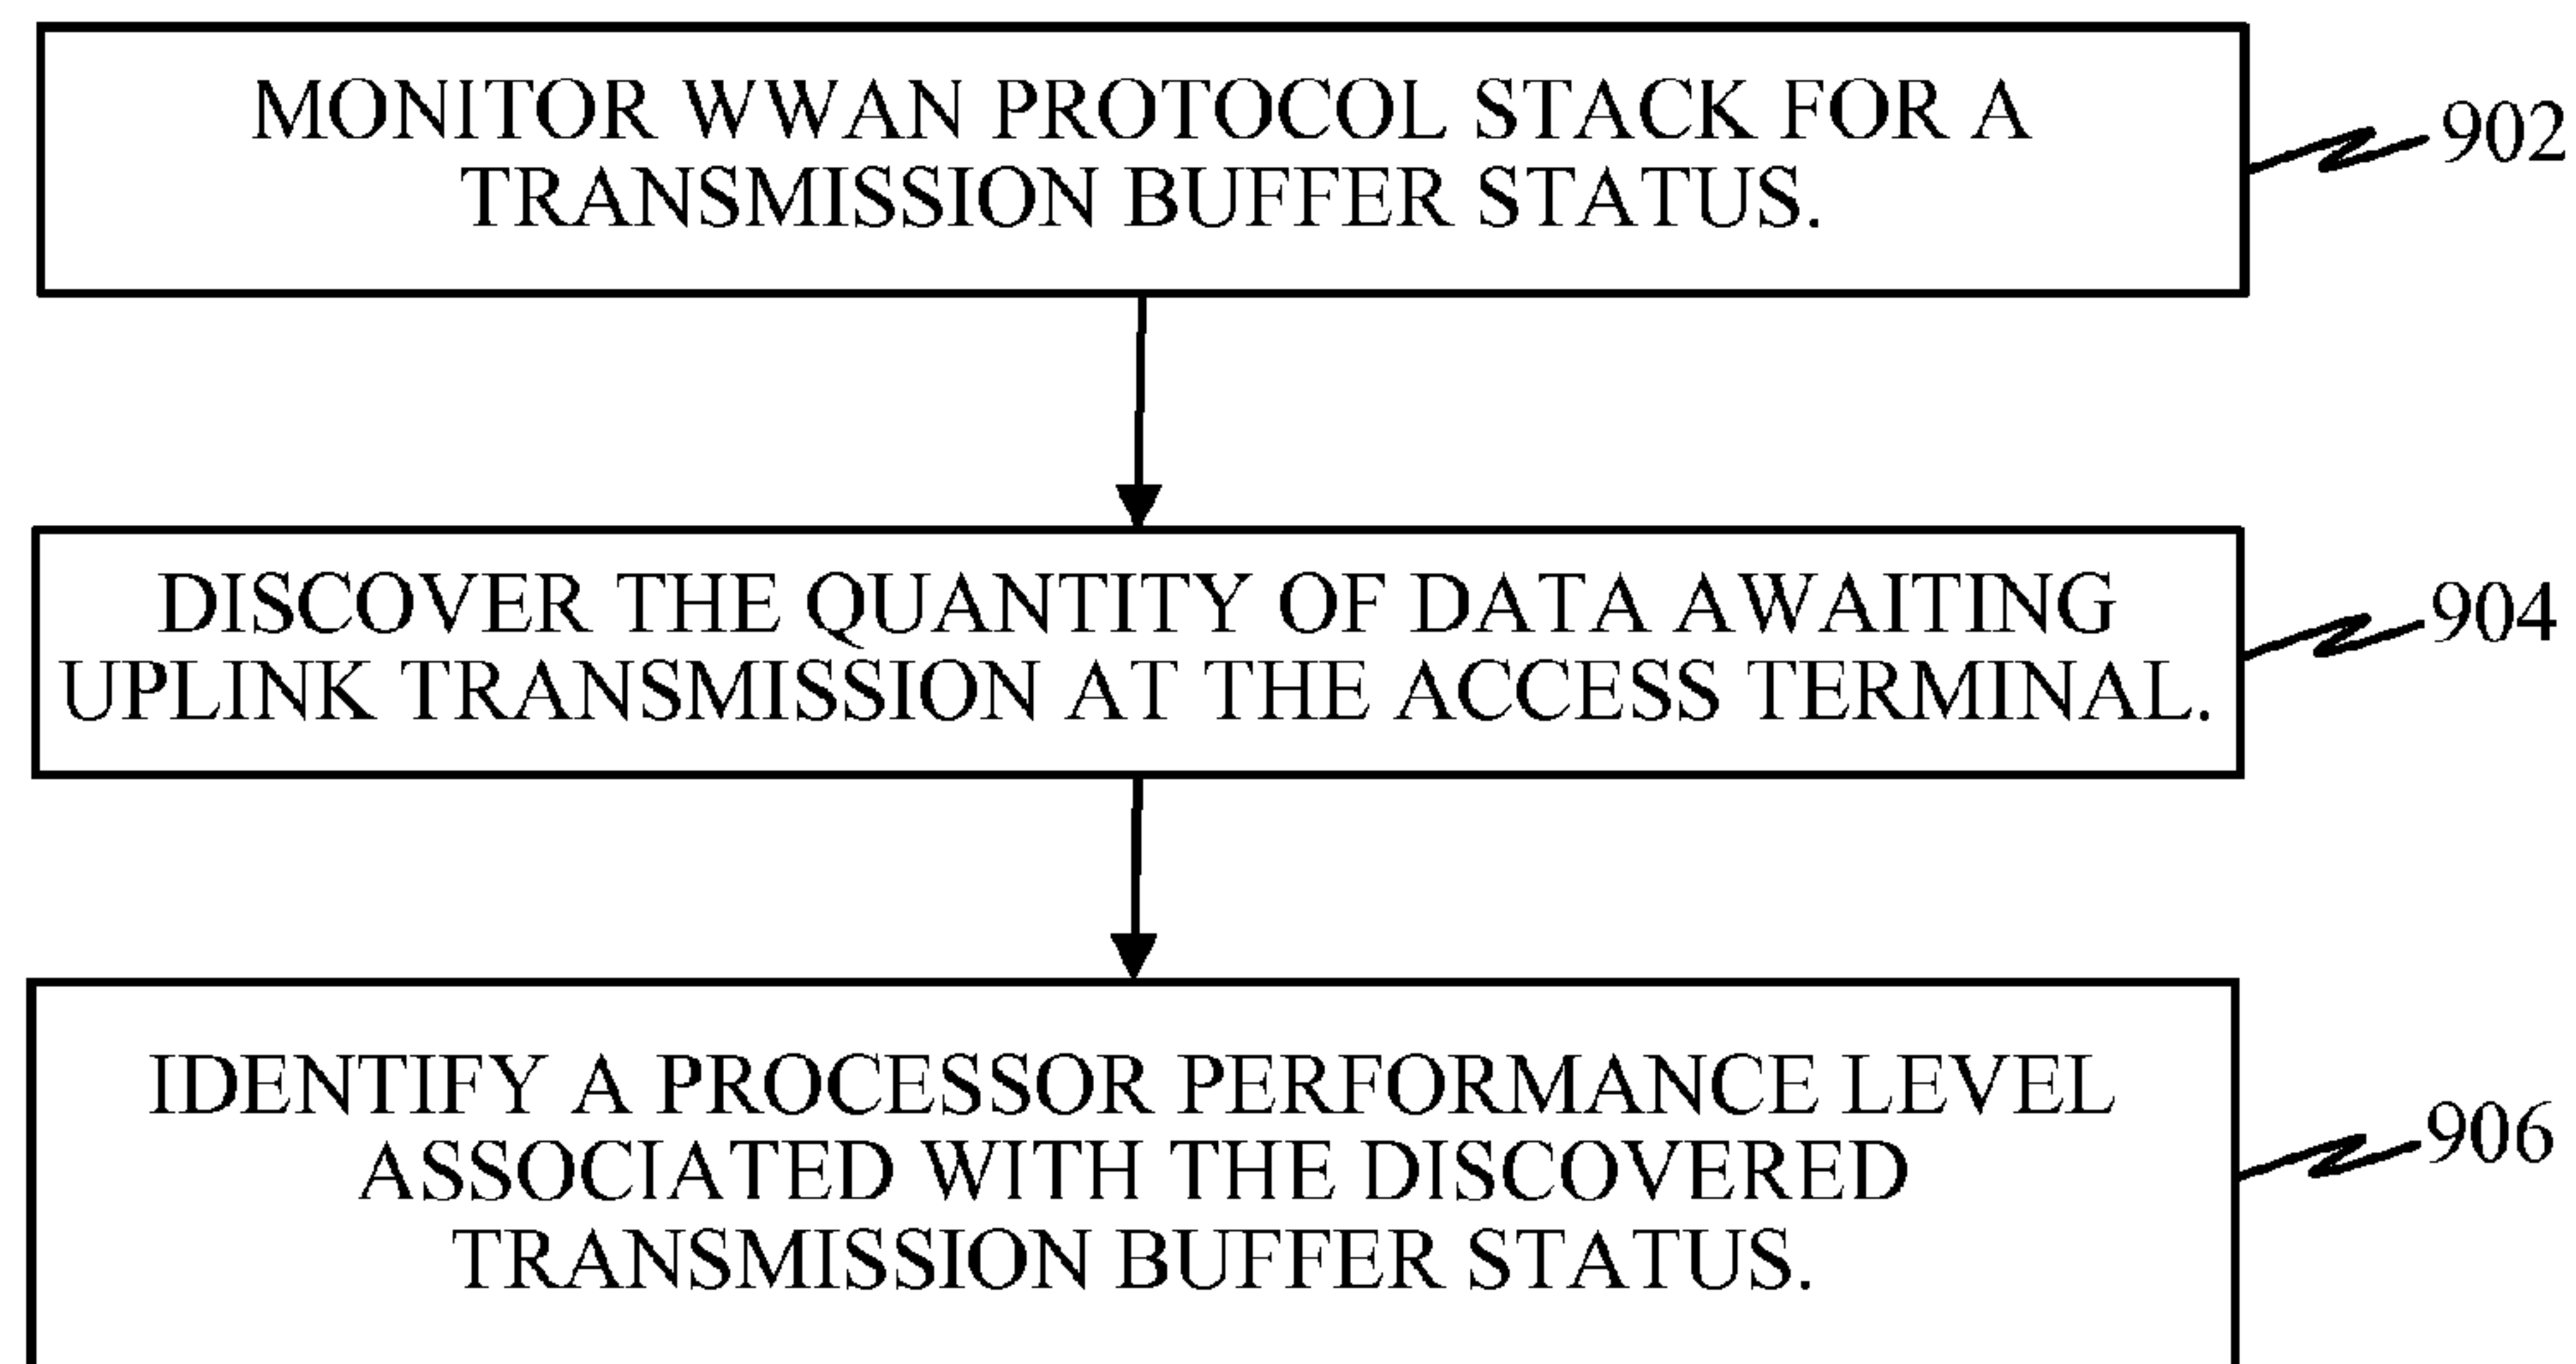 MONITOR WWAN PROTOCOL STACK FOR A
TRANSMISSION BUFFER STATUS.
902
DISCOVER THE QUANTITY OF DATA AWAITING
UPLINK TRANSMISSION AT THE ACCESS TERMINAL.
904
IDENTIFY A PROCESSOR PERFORMANCE LEVEL
ASSOCIATED WITH THE DISCOVERED
TRANSMISSION BUFFER STATUS.
906